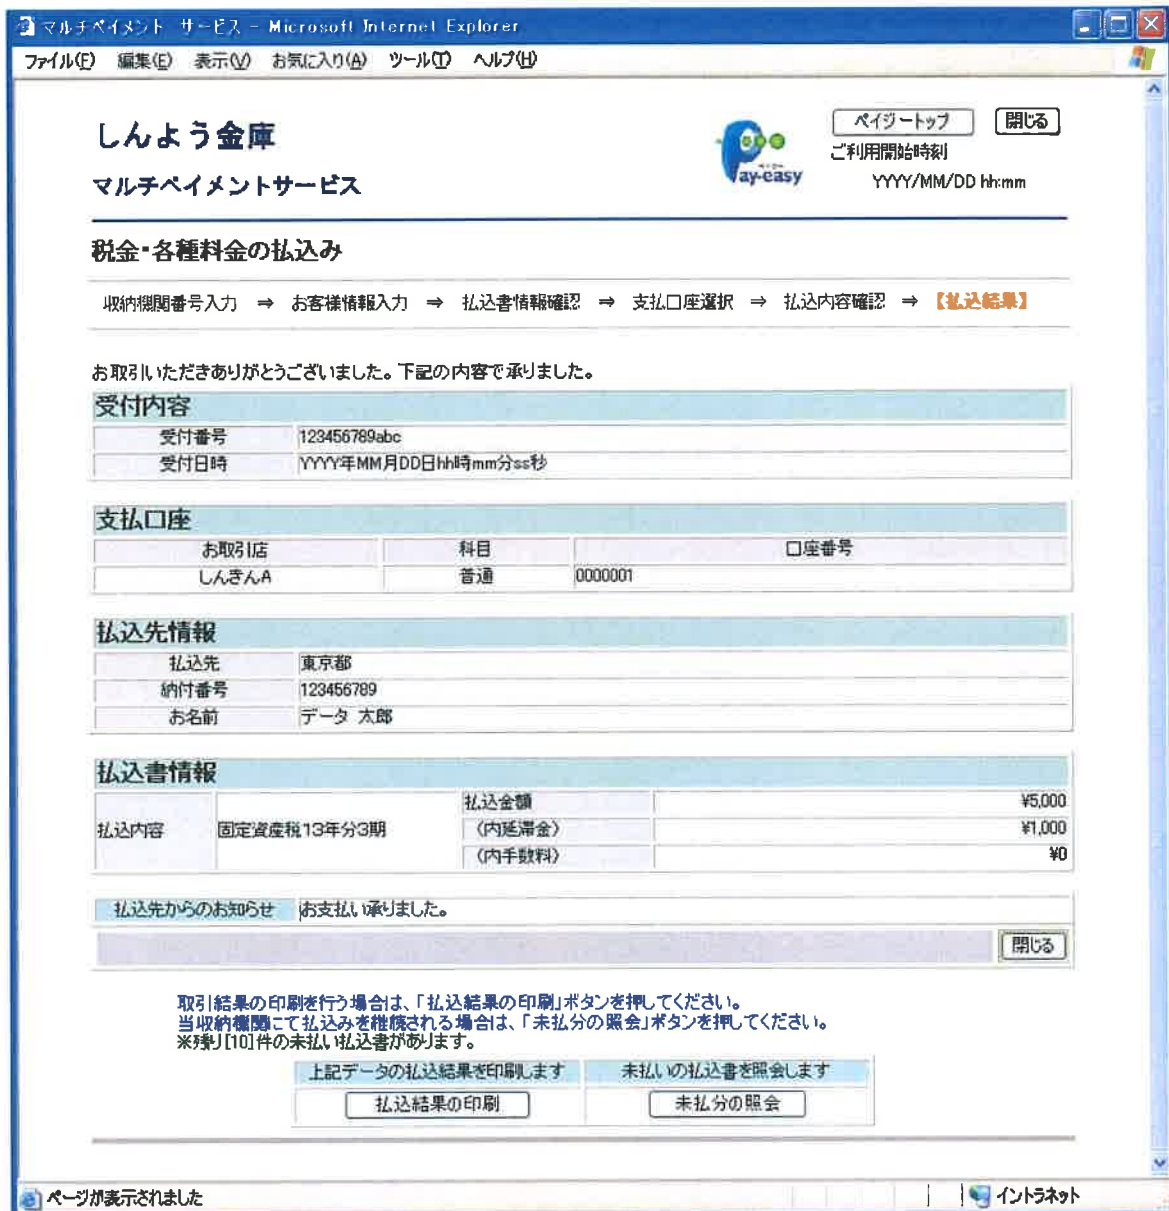 マルチペイメント サービス - Microsoft Internet Explorer
ファイル(F) 編集(E) 表示(V) お気に入り(A) ツール(T) ヘルプ(H)
しんよう金庫
マルチペイメントサービス
ペイジー
Pay-easy
ペイジートップ 閉じる
ご利用開始時刻
YYYY/MM/DD hh:mm
税金・各種料金の払込み
収納機関番号入力 ⇒ お客様情報入力 ⇒ 払込書情報確認 ⇒ 支払口座選択 ⇒ 払込内容確認 ⇒ 【払込結果】
お取引いただきありがとうございました。下記の内容で承りました。
受付内容
受付番号 123456789abc
受付日時 YYYY年MM月DD日hh時mm分ss秒
支払口座
お取引店 科目 口座番号
しんきんA 普通 0000001
払込先情報
払込先 東京都
納付番号 123456789
お名前 データ 太郎
払込書情報
払込内容 固定資産税13年分3期 払込金額 ¥5,000
(内延滞金) ¥1,000
(内手数料) ¥0
払込先からのお知らせ お支払い承りました。
閉じる
取引結果の印刷を行う場合は、「払込結果の印刷」ボタンを押してください。
当収納機関にて払込みを継続される場合は、「未払分の照会」ボタンを押してください。
※残り[10]件の未払い払込書があります。
上記データの払込結果を印刷します 未払いの払込書を照会します
払込結果の印刷 未払分の照会
ページが表示されました イントラネット